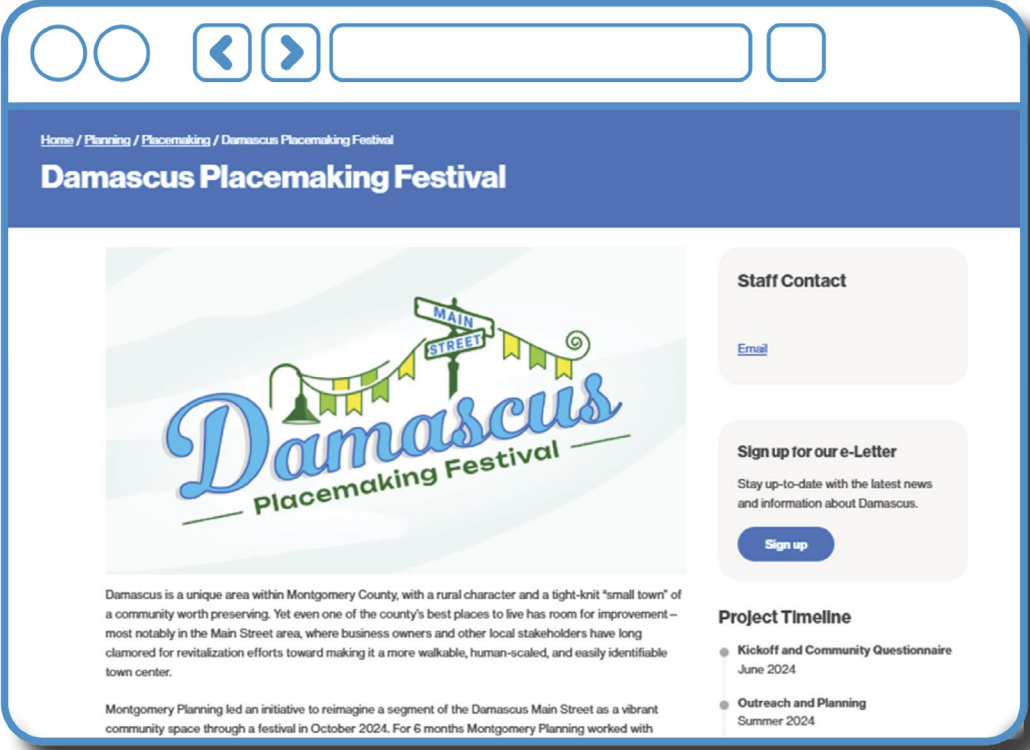 Home / Planning / Placemaking / Damascus Placemaking Festival
Damascus Placemaking Festival
MAIN
STREET
Damascus
Placemaking Festival
Damascus is a unique area within Montgomery County, with a rural character and a tight-knit “small town” of
a community worth preserving. Yet even one of the county’s best places to live has room for improvement–
most notably in the Main Street area, where business owners and other local stakeholders have long
clamored for revitalization efforts toward making it a more walkable, human-scaled, and easily identifiable
town center.
Montgomery Planning led an initiative to reimagine a segment of the Damascus Main Street as a vibrant
community space through a festival in October 2024. For 6 months Montgomery Planning worked with
Staff Contact
Email
Sign up for our e-Letter
Stay up-to-date with the latest news
and information about Damascus.
Sign up
Project Timeline
Kickoff and Community Questionnaire
June 2024
Outreach and Planning
Summer 2024